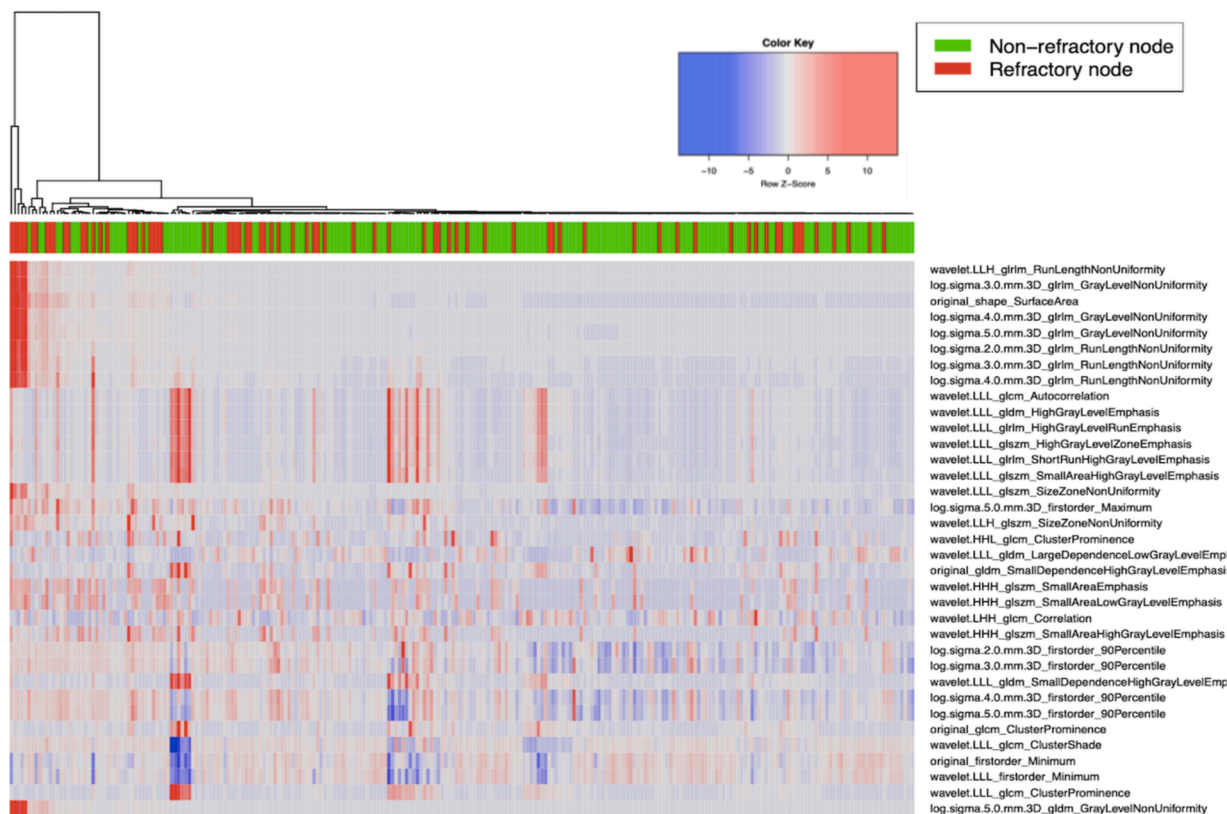 Color Key
-10 -5 0 5 10
Row Z-Score
Non-refractory node
Refractory node
wavelet.LLH_glrlm_RunLengthNonUniformity
log.sigma.3.0.mm.3D_glrlm_GrayLevelNonUniformity
original_shape_SurfaceArea
log.sigma.4.0.mm.3D_glrlm_GrayLevelNonUniformity
log.sigma.5.0.mm.3D_glrlm_GrayLevelNonUniformity
log.sigma.2.0.mm.3D_glrlm_RunLengthNonUniformity
log.sigma.3.0.mm.3D_glrlm_RunLengthNonUniformity
log.sigma.4.0.mm.3D_glrlm_RunLengthNonUniformity
wavelet.LLL_glcm_Autocorrelation
wavelet.LLL_gldm_HighGrayLevelEmphasis
wavelet.LLL_glrlm_HighGrayLevelRunEmphasis
wavelet.LLL_glszm_HighGrayLevelZoneEmphasis
wavelet.LLL_glrlm_ShortRunHighGrayLevelEmphasis
wavelet.LLL_glszm_SmallAreaHighGrayLevelEmphasis
wavelet.LLL_glszm_SizeZoneNonUniformity
log.sigma.5.0.mm.3D_firstorder_Maximum
wavelet.LLH_glszm_SizeZoneNonUniformity
wavelet.HHL_glcm_ClusterProminence
wavelet.LLL_gldm_LargeDependenceLowGrayLevelEmp
original_gldm_SmallDependenceHighGrayLevelEmphasis
wavelet.HHH_glszm_SmallAreaEmphasis
wavelet.HHH_glszm_SmallAreaLowGrayLevelEmphasis
wavelet.LHH_glcm_Correlation
wavelet.HHH_glszm_SmallAreaHighGrayLevelEmphasis
log.sigma.2.0.mm.3D_firstorder_90Percentile
log.sigma.3.0.mm.3D_firstorder_90Percentile
wavelet.LLL_gldm_SmallDependenceHighGrayLevelEmp
log.sigma.4.0.mm.3D_firstorder_90Percentile
log.sigma.5.0.mm.3D_firstorder_90Percentile
original_glcm_ClusterProminence
wavelet.LLL_glcm_ClusterShade
original_firstorder_Minimum
wavelet.LLL_firstorder_Minimum
wavelet.LLL_glcm_ClusterProminence
log.sigma.5.0.mm.3D_gldm_GrayLevelNonUniformity